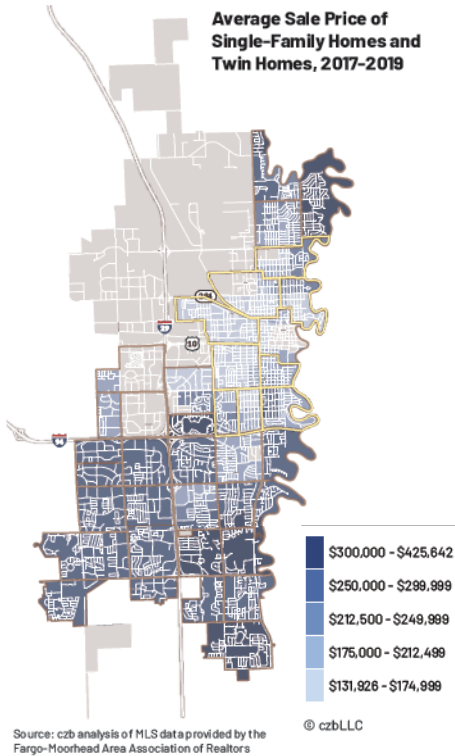 Average Sale Price of
Single-Family Homes and
Twin Homes, 2017-2019
29
10
94
$300,000 - $425,642
$250,000 - $299,999
$212,500 - $249,999
$175,000 - $212,499
$131,926 - $174,999
© czbLLC
Source: czb analysis of MLS data provided by the
Fargo-Moorhead Area Association of Realtors